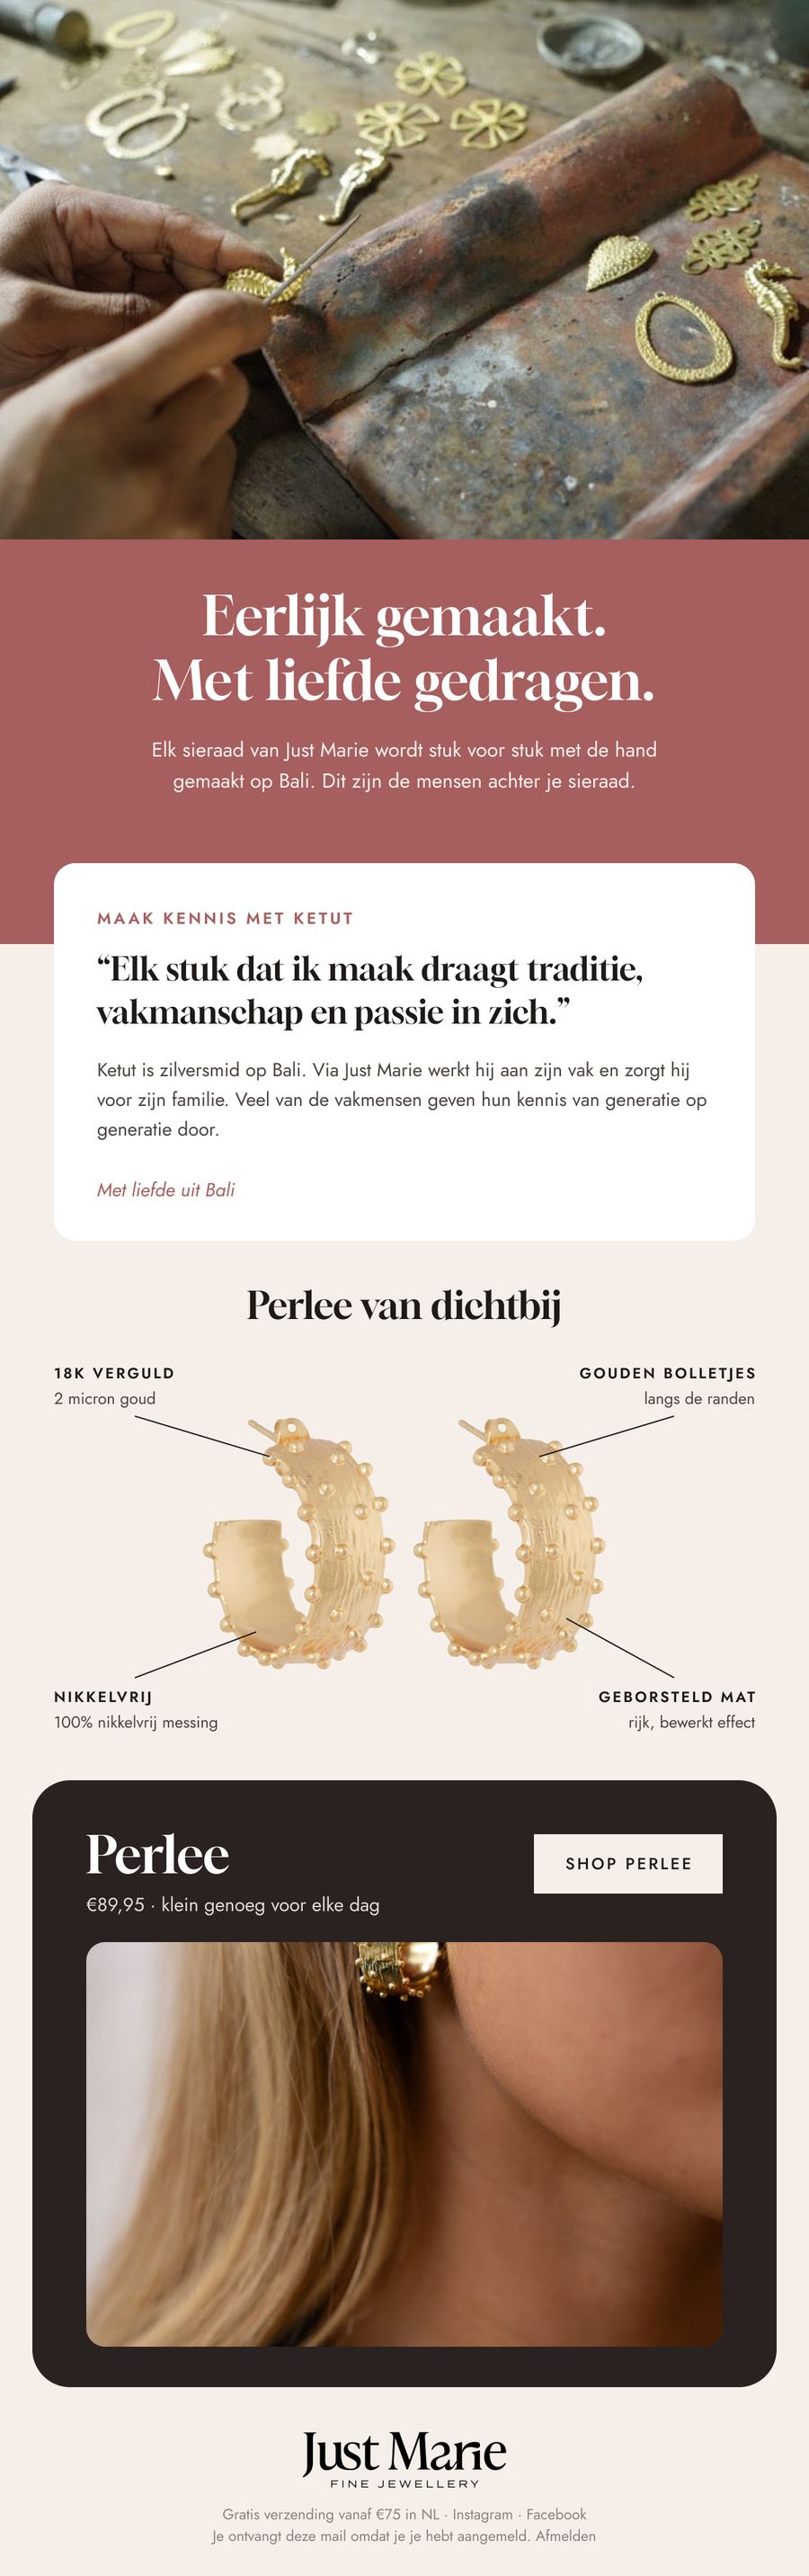 Eerlijk gemaakt.
Met liefde gedragen.
Elk sieraad van Just Marie wordt stuk voor stuk met de hand
gemaakt op Bali. Dit zijn de mensen achter je sieraad.
MAAK KENNIS MET KETUT
“Elk stuk dat ik maak draagt traditie,
vakmanschap en passie in zich.”
Ketut is zilversmid op Bali. Via Just Marie werkt hij aan zijn vak en zorgt hij
voor zijn familie. Veel van de vakmensen geven hun kennis van generatie op
generatie door.
Met liefde uit Bali
Perlee van dichtbij
18K VERGULD
2 micron goud
GOUDEN BOLLETJES
langs de randen
NIKKELVRIJ
100% nikkelvrij messing
GEBORSTELD MAT
rijk, bewerkt effect
Perlee
€89,95 · klein genoeg voor elke dag
SHOP PERLEE
Just Marie
FINE JEWELLERY
Gratis verzending vanaf €75 in NL · Instagram · Facebook
Je ontvangt deze mail omdat je je hebt aangemeld. Afmelden